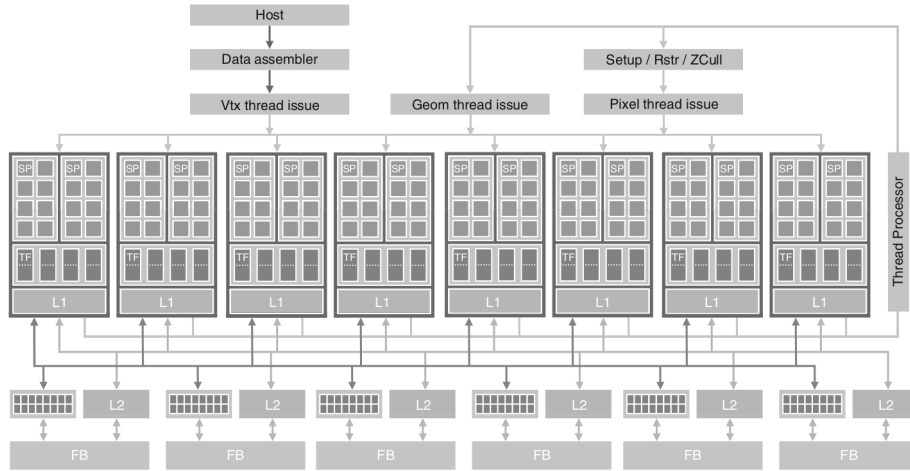 Host
Data assembler
Setup / Rstr / ZCull
Vtx thread issue
Geom thread issue
Pixel thread issue
SP SP SP SP SP SP SP SP SP SP SP SP SP SP SP SP
TF TF TF TF TF TF TF TF
Thread Processor
L1 L1 L1 L1 L1 L1 L1 L1
L2 L2 L2 L2 L2 L2
FB FB FB FB FB FB